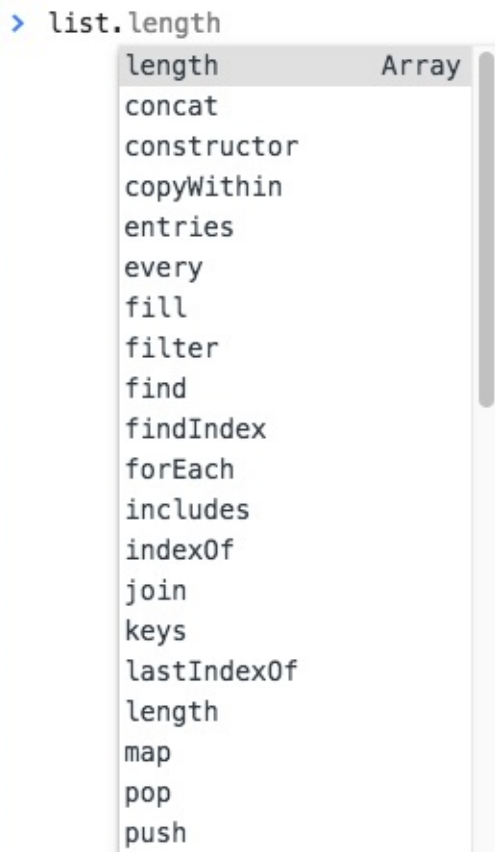 > list.length
length Array
concat
constructor
copyWithin
entries
every
fill
filter
find
findIndex
forEach
includes
indexOf
join
keys
lastIndexOf
length
map
pop
push